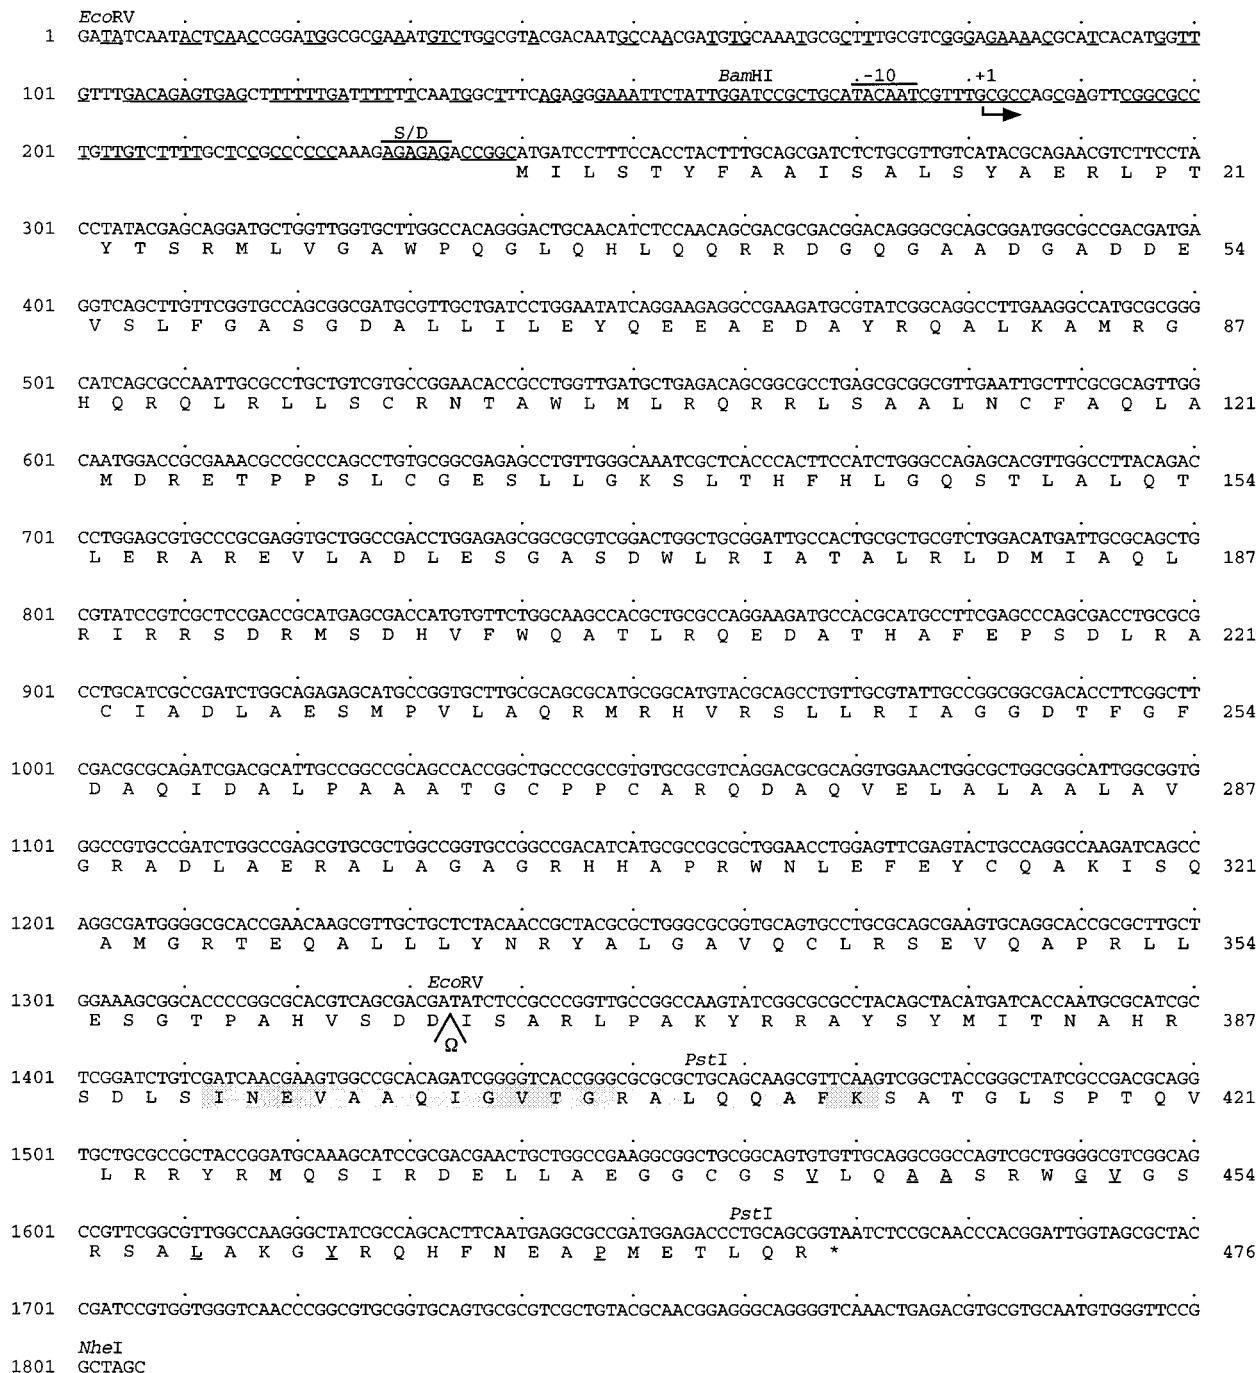 EcoRV
1 GATATCAATACTCAACCGGATGGCGCGAAATGTCTGGCGTACGACAATGCCAACGATGTGCAAATGCGCTTTGCGTCGGGAGAAAACGCATCACATGGTT
BamHI -10 +1
101 GTTTGACAGAGTGAGCTTTTTTGATTTTTTCAATGGCTTTCAGAGGGAAATTCTATTGGATCCGCTGCATACAATCGTTTGCGCCAGCGAGTTCGGCGCC
S/D
201 TGTTGTCTTTTGCTCCGCCCCCCAAAGAGAGAGACCGGCATGATCCTTTCCACCTACTTTGCAGCGATCTCTGCGTTGTCATACGCAGAACGTCTTCCTA
M I L S T Y F A A I S A L S Y A E R L P T 21
301 CCTATACGAGCAGGATGCTGGTTGGTGCTTGGCCACAGGGACTGCAACATCTCCAACAGCGACGCGACGGACAGGGCGCAGCGGATGGCGCCGACGATGA
Y T S R M L V G A W P Q G L Q H L Q Q R R D G Q G A A D G A D D E 54
401 GGTCAGCTTGTTCGGTGCCAGCGGCGATGCGTTGCTGATCCTGGAATATCAGGAAGAGGCCGAAGATGCGTATCGGCAGGCCTTGAAGGCCATGCGCGGG
V S L F G A S G D A L L I L E Y Q E E A E D A Y R Q A L K A M R G 87
501 CATCAGCGCCAATTGCGCCTGCTGTCGTGCCGGAACACCGCCTGGTTGATGCTGAGACAGCGGCGCCTGAGCGCGGCGTTGAATTGCTTCGCGCAGTTGG
H Q R Q L R L L S C R N T A W L M L R Q R R L S A A L N C F A Q L A 121
601 CAATGGACCGCGAAACGCCGCCCAGCCTGTGCGGCGAGAGCCTGTTGGGCAAATCGCTCACCCACTTCCATCTGGGCCAGAGCACGTTGGCCTTACAGAC
M D R E T P P S L C G E S L L G K S L T H F H L G Q S T L A L Q T 154
701 CCTGGAGCGTGCCCGCGAGGTGCTGGCCGACCTGGAGAGCGGCGCGTCGGACTGGCTGCGGATTGCCACTGCGCTGCGTCTGGACATGATTGCGCAGCTG
L E R A R E V L A D L E S G A S D W L R I A T A L R L D M I A Q L 187
801 CGTATCCGTCGCTCCGACCGCATGAGCGACCATGTGTTCTGGCAAGCCACGCTGCGCCAGGAAGATGCCACGCATGCCTTCGAGCCCAGCGACCTGCGCG
R I R R S D R M S D H V F W Q A T L R Q E D A T H A F E P S D L R A 221
901 CCTGCATCGCCGATCTGGCAGAGAGCATGCCGGTGCTTGCGCAGCGCATGCGGCATGTACGCAGCCTGTTGCGTATTGCCGGCGGCGACACCTTCGGCTT
C I A D L A E S M P V L A Q R M R H V R S L L R I A G G D T F G F 254
1001 CGACGCGCAGATCGACGCATTGCCGGCCGCAGCCACCGGCTGCCCGCCGTGTGCGCGTCAGGACGCGCAGGTGGAACTGGCGCTGGCGGCATTGGCGGTG
D A Q I D A L P A A A T G C P P C A R Q D A Q V E L A L A A L A V 287
1101 GGCCGTGCCGATCTGGCCGAGCGTGCGCTGGCCGGTGCCGGCCGACATCATGCGCCGCGCTGGAACCTGGAGTTCGAGTACTGCCAGGCCAAGATCAGCC
G R A D L A E R A L A G A G R H H A P R W N L E F E Y C Q A K I S Q 321
1201 AGGCGATGGGGCGCACCGAACAAGCGTTGCTGCTCTACAACCGCTACGCGCTGGGCGCGGTGCAGTGCCTGCGCAGCGAAGTGCAGGCACCGCGCTTGCT
A M G R T E Q A L L L Y N R Y A L G A V Q C L R S E V Q A P R L L 354
EcoRV
1301 GGAAAGCGGCACCCCGGCGCACGTCAGCGACGATATCTCCGCCCGGTTGCCGGCCAAGTATCGGCGCGCCTACAGCTACATGATCACCAATGCGCATCGC
E S G T P A H V S D D I S A R L P A K Y R R A Y S Y M I T N A H R 387
Ω
PstI
1401 TCGGATCTGTCGATCAACGAAGTGGCCGCACAGATCGGGGTCACCGGGCGCGCGCTGCAGCAAGCGTTCAAGTCGGCTACCGGGCTATCGCCGACGCAGG
S D L S I N E V A A Q I G V T G R A L Q Q A F K S A T G L S P T Q V 421
1501 TGCTGCGCCGCTACCGGATGCAAAGCATCCGCGACGAACTGCTGGCCGAAGGCGGCTGCGGCAGTGTGTTGCAGGCGGCCAGTCGCTGGGGCGTCGGCAG
L R R Y R M Q S I R D E L L A E G G C G S V L Q A A S R W G V G S 454
PstI
1601 CCGTTCGGCGTTGGCCAAGGGCTATCGCCAGCACTTCAATGAGGCGCCGATGGAGACCCTGCAGCGGTAATCTCCGCAACCCACGGATTGGTAGCGCTAC
R S A L A K G Y R Q H F N E A P M E T L Q R * 476
1701 CGATCCGTGGTGGGTCAACCCGGCGTGCGGTGCAGTGCGCGTCGCTGTACGCAACGGAGGGCAGGGGTCAAACTGAGACGTGCGTGCAATGTGGGTTCCG
NheI
1801 GCTAGC